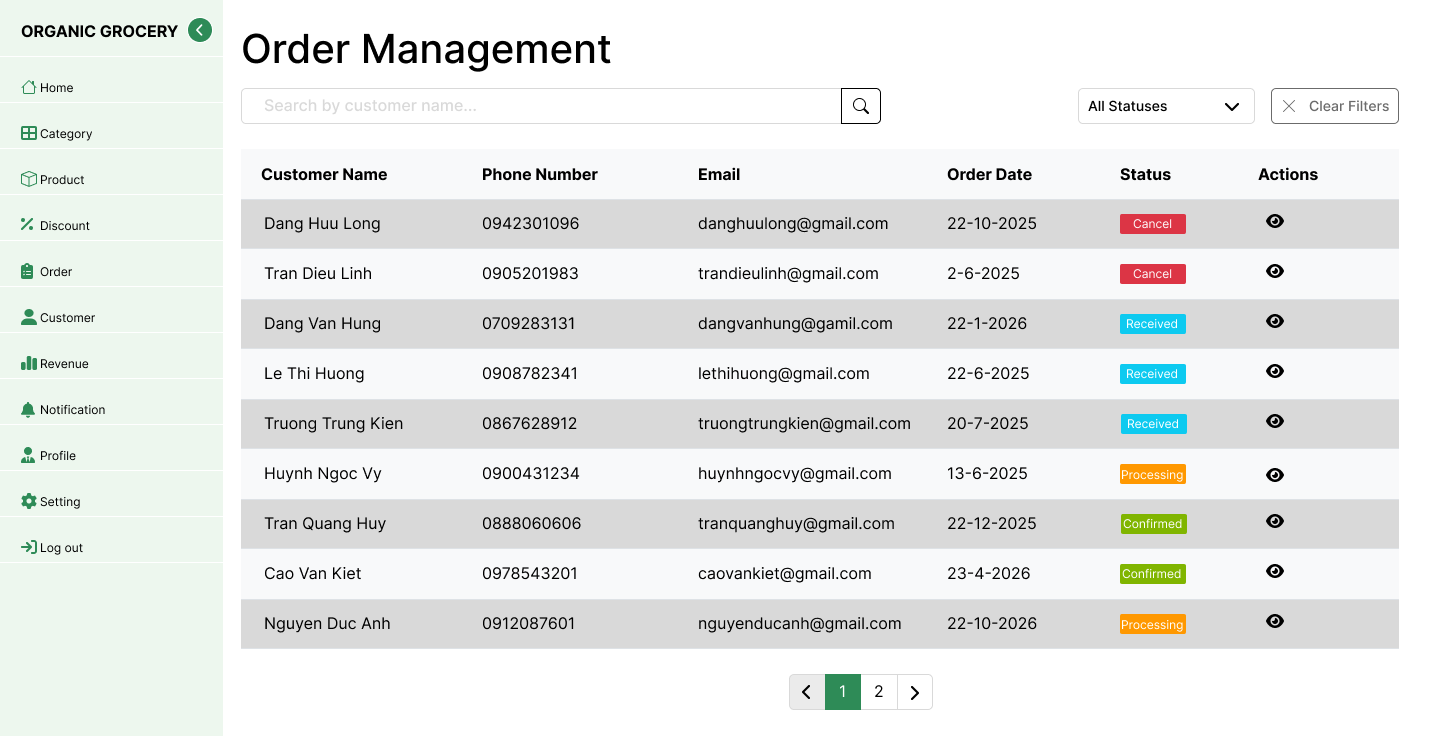 ORGANIC GROCERY
Home
Category
Product
Discount
Order
Customer
Revenue
Notification
Profile
Setting
Log out
Order Management
Search by customer name...
All Statuses
Clear Filters
Customer Name Phone Number Email Order Date Status Actions
Dang Huu Long 0942301096 danghuulong@gmail.com 22-10-2025 Cancel
Tran Dieu Linh 0905201983 trandieulinh@gmail.com 2-6-2025 Cancel
Dang Van Hung 0709283131 dangvanhung@gamil.com 22-1-2026 Received
Le Thi Huong 0908782341 lethihuong@gmail.com 22-6-2025 Received
Truong Trung Kien 0867628912 truongtrungkien@gmail.com 20-7-2025 Received
Huynh Ngoc Vy 0900431234 huynhngocvy@gmail.com 13-6-2025 Processing
Tran Quang Huy 0888060606 tranquanghuy@gmail.com 22-12-2025 Confirmed
Cao Van Kiet 0978543201 caovankiet@gmail.com 23-4-2026 Confirmed
Nguyen Duc Anh 0912087601 nguyenducanh@gmail.com 22-10-2026 Processing
1 2